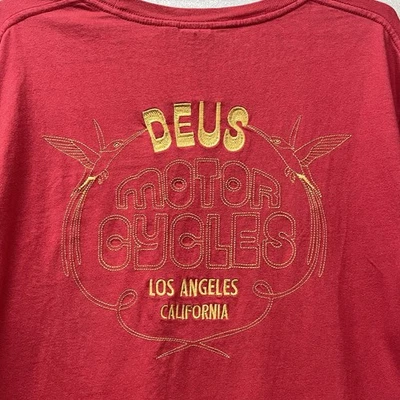 DEUS
MOTOR
CYCLES
LOS ANGELES
CALIFORNIA